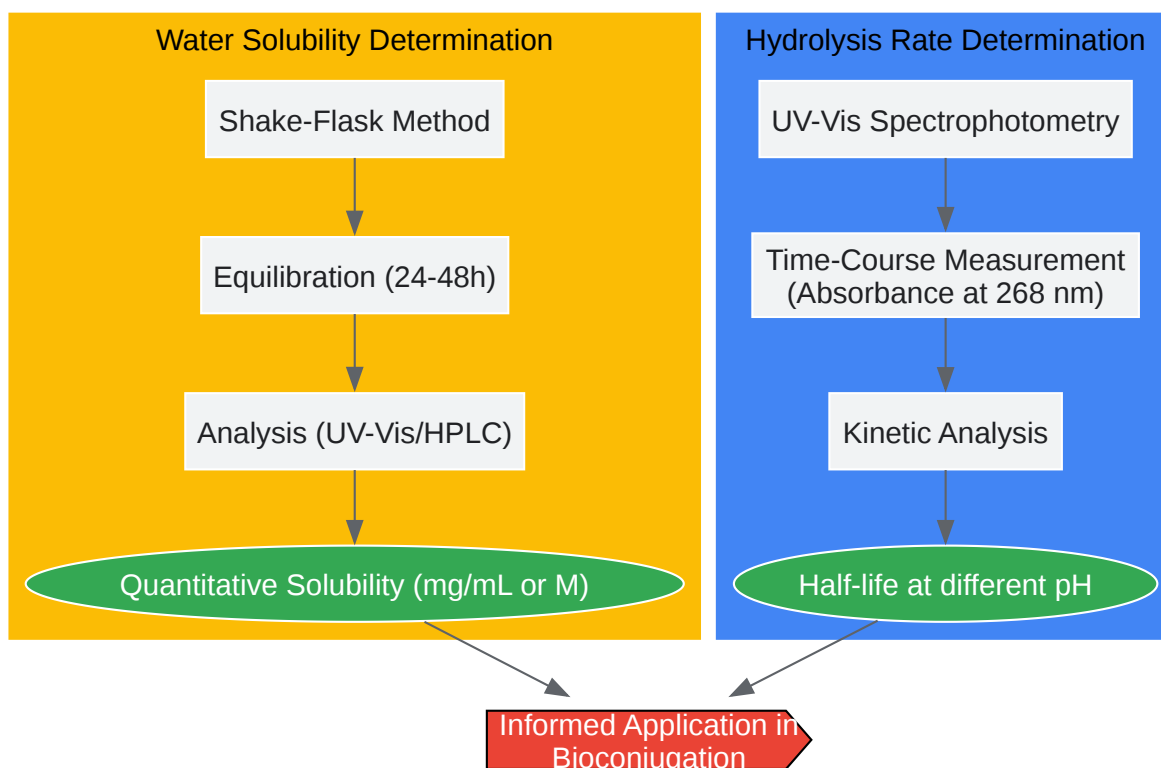 Water Solubility Determination
Shake-Flask Method
Equilibration (24-48h)
Analysis (UV-Vis/HPLC)
Quantitative Solubility (mg/mL or M)
Hydrolysis Rate Determination
UV-Vis Spectrophotometry
Time-Course Measurement
(Absorbance at 268 nm)
Kinetic Analysis
Half-life at different pH
Informed Application in
Bioconjugation